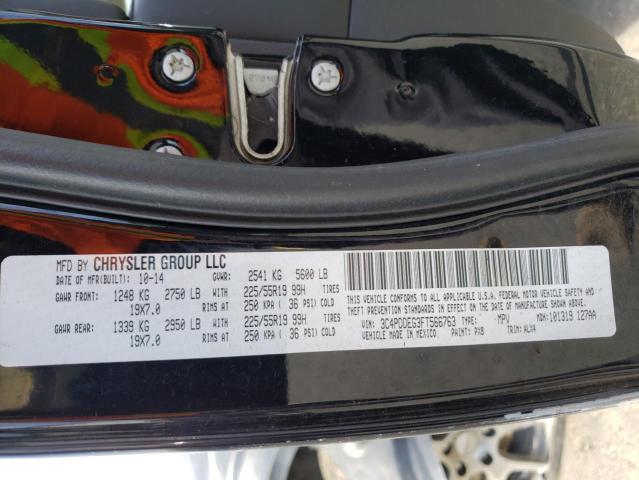 MFD BY CHRYSLER GROUP LLC
DATE OF MFR(BUILT): 10-14 GVWR: 2541 KG 5600 LB
GAWR FRONT: 1248 KG 2750 LB WITH 225/55R19 99H TIRES
19X7.0 RIMS AT 250 KPA ( 36 PSI) COLD
GAWR REAR: 1339 KG 2950 LB WITH 225/55R19 99H TIRES
19X7.0 RIMS AT 250 KPA ( 36 PSI) COLD
THIS VEHICLE CONFORMS TO ALL APPLICABLE U.S.A. FEDERAL MOTOR VEHICLE SAFETY AND
THEFT PREVENTION STANDARDS IN EFFECT ON THE DATE OF MANUFACTURE SHOWN ABOVE.
VIN: 3C4PDDEG3FT566763 TYPE: MPV MDH: 101319 127AA
VEHICLE MADE IN MEXICO PAINT: PX8 TRIM: ALX4